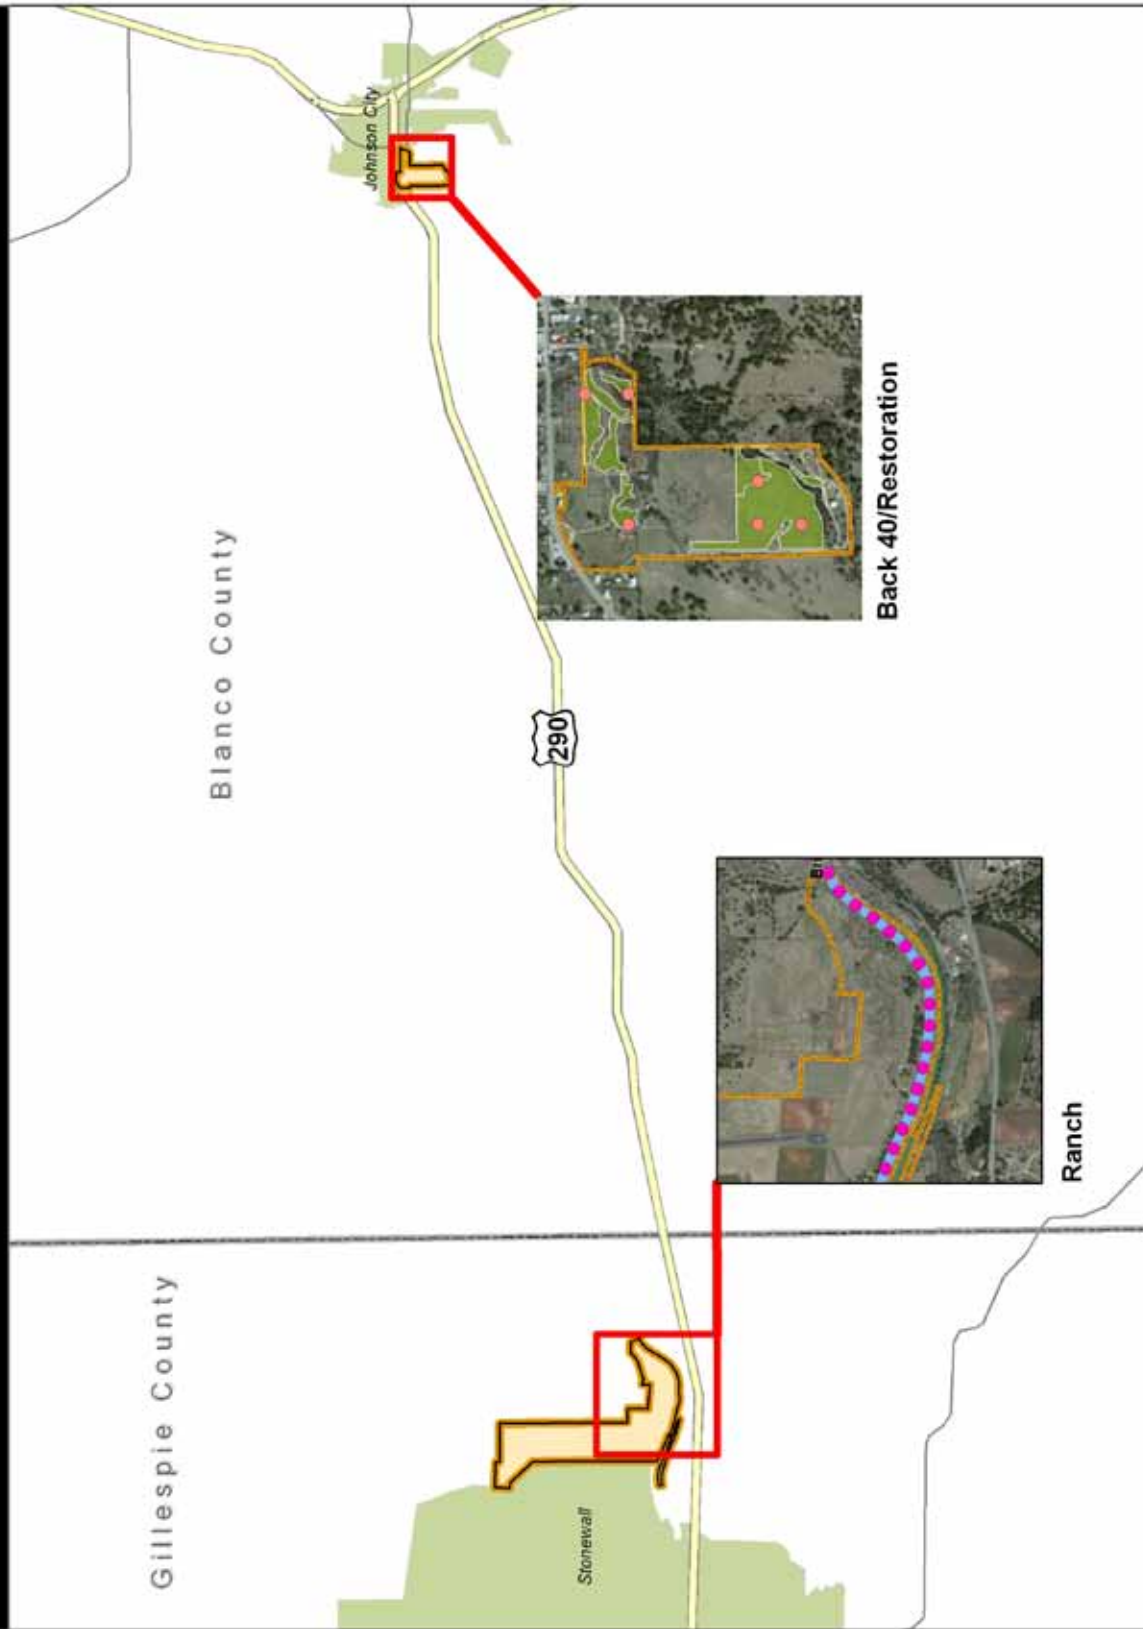 Gillespie County
Blanco County
Johnson City
Stonewall
290
Back 40/Restoration
Ranch